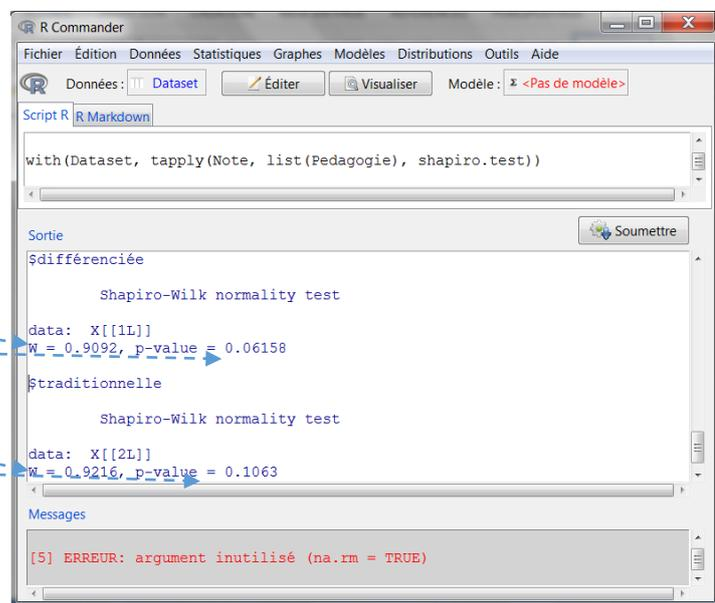 R Commander
Fichier Édition Données Statistiques Graphes Modèles Distributions Outils Aide
Données : Dataset Éditer Visualiser Modèle : Σ <Pas de modèle>
Script R R Markdown
with(Dataset, tapply(Note, list(Pedagogie), shapiro.test))
Sortie Soumettre
$différenciée
Shapiro-Wilk normality test
data: X[[1L]]
W = 0.9092, p-value = 0.06158
$traditionnelle
Shapiro-Wilk normality test
data: X[[2L]]
W = 0.9216, p-value = 0.1063
Messages
[5] ERREUR: argument inutilisé (na.rm = TRUE)